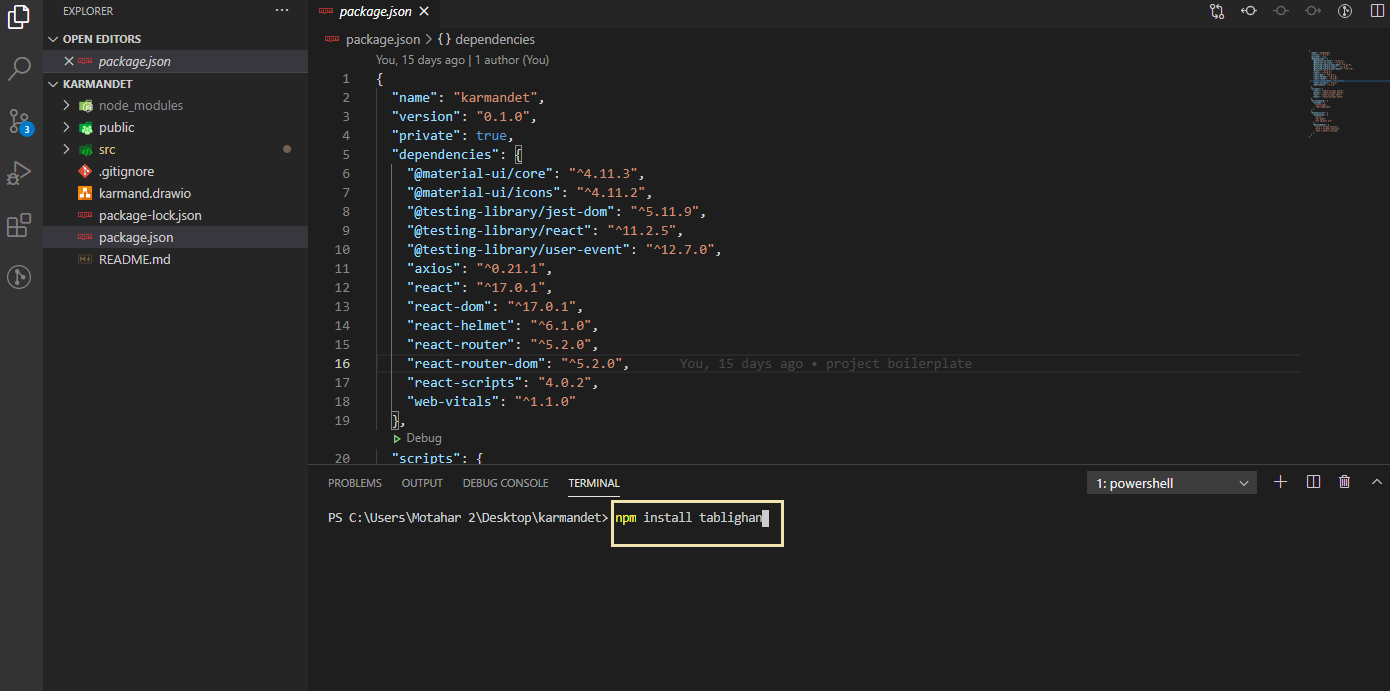 EXPLORER ...
OPEN EDITORS
package.json
KARMANDET
node_modules
public
src
.gitignore
karmand.drawio
package-lock.json
package.json
README.md
3
package.json
package.json > {} dependencies
You, 15 days ago | 1 author (You)
1 {
2 "name": "karmandet",
3 "version": "0.1.0",
4 "private": true,
5 "dependencies": {
6 "@material-ui/core": "^4.11.3",
7 "@material-ui/icons": "^4.11.2",
8 "@testing-library/jest-dom": "^5.11.9",
9 "@testing-library/react": "^11.2.5",
10 "@testing-library/user-event": "^12.7.0",
11 "axios": "^0.21.1",
12 "react": "^17.0.1",
13 "react-dom": "^17.0.1",
14 "react-helmet": "^6.1.0",
15 "react-router": "^5.2.0",
16 "react-router-dom": "^5.2.0", You, 15 days ago • project boilerplate
17 "react-scripts": "4.0.2",
18 "web-vitals": "^1.1.0"
19 },
Debug
20 "scripts": {
PROBLEMS OUTPUT DEBUG CONSOLE TERMINAL 1: powershell
PS C:\Users\Motahar 2\Desktop\karmandet> npm install tablighan